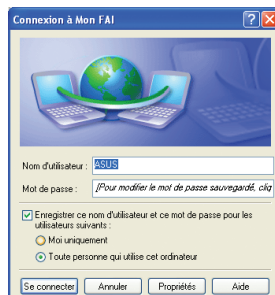 Connexion à Mon FAI
Nom d'utilisateur : ASUS
Mot de passe : [Pour modifier le mot de passe sauvegardé, cliq
Enregistrer ce nom d'utilisateur et ce mot de passe pour les
utilisateurs suivants :
Moi uniquement
Toute personne qui utilise cet ordinateur
Se connecter Annuler Propriétés Aide